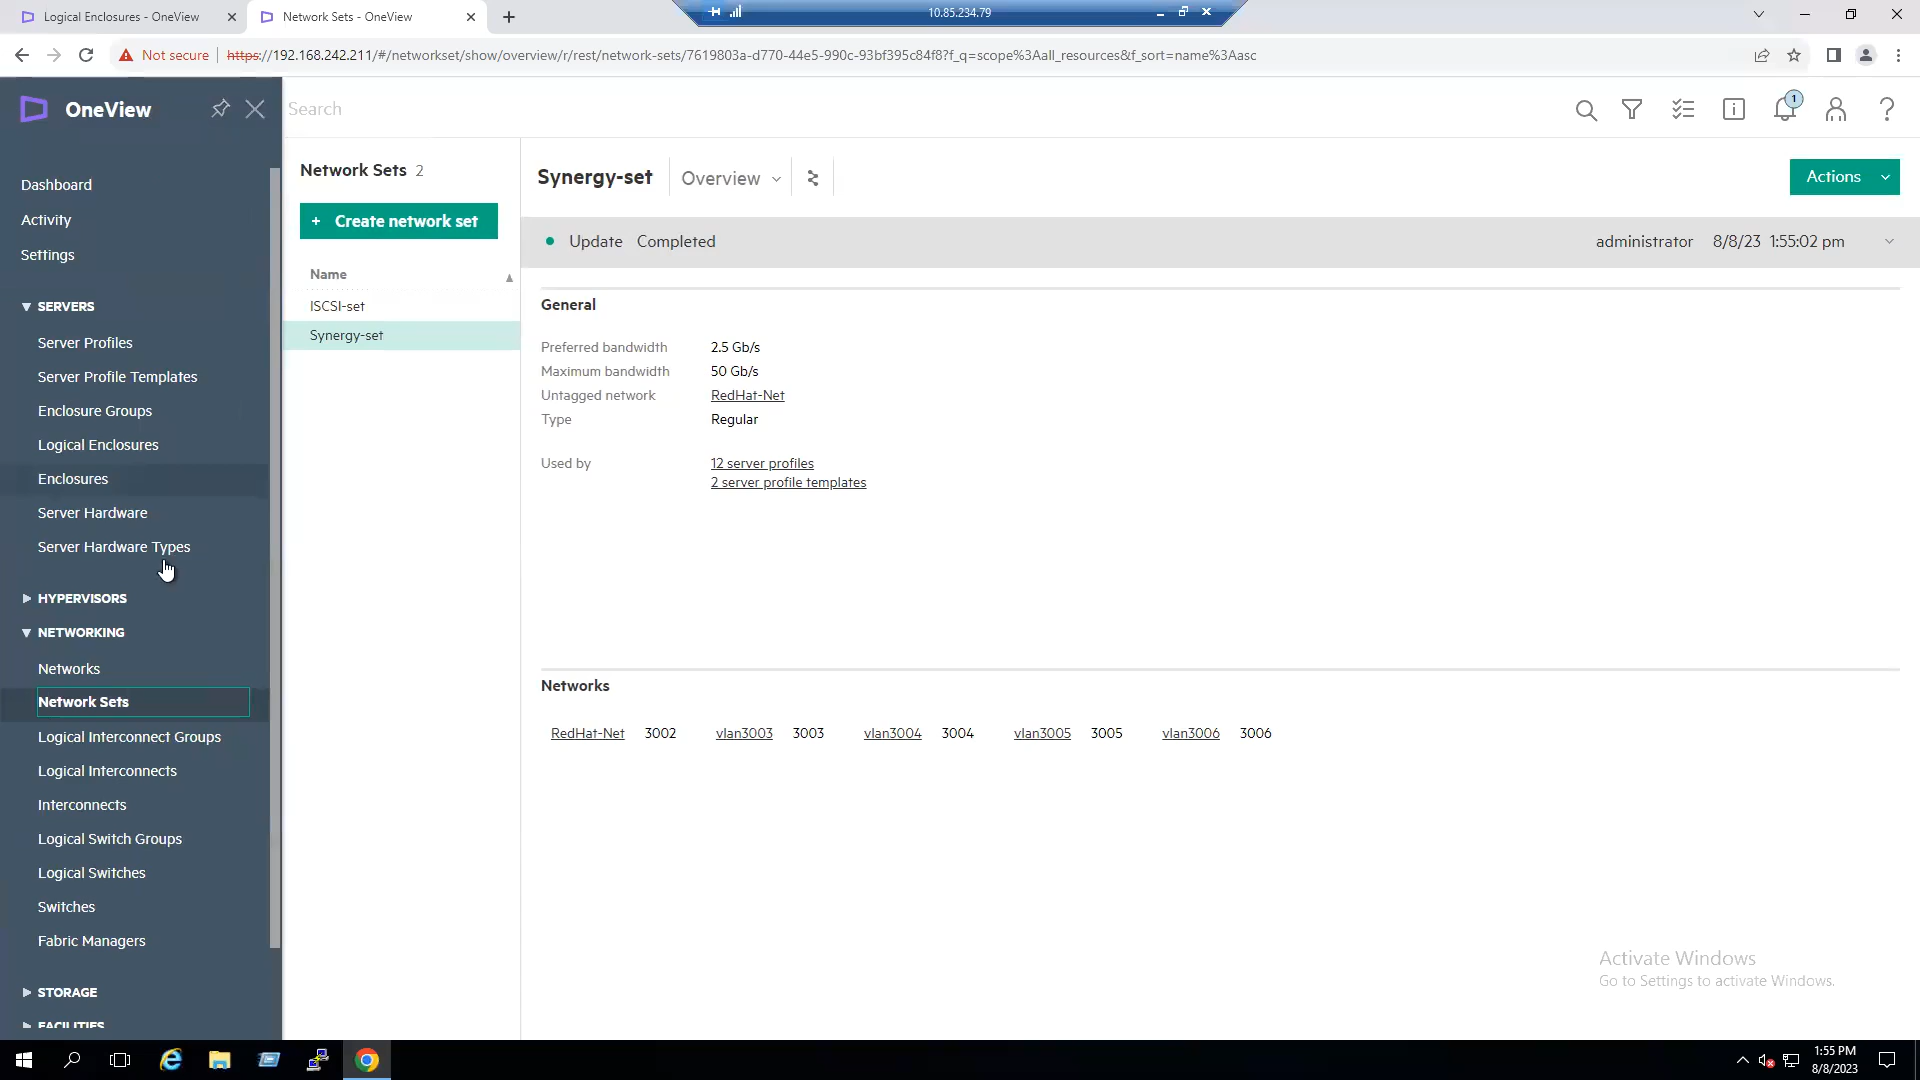 Logical Enclosures - OneView
Network Sets - OneView
10.85.234.79
Not secure
https://192.168.242.211/#/networkset/show/overview/r/rest/network-sets/7619803a-d770-44e5-990c-93bf395c84f8?f_q=scope%3Aall_resources&f_sort=name%3Aasc
OneView
Search
1
?
Dashboard
Activity
Settings
SERVERS
Server Profiles
Server Profile Templates
Enclosure Groups
Logical Enclosures
Enclosures
Server Hardware
Server Hardware Types
HYPERVISORS
NETWORKING
Networks
Network Sets
Logical Interconnect Groups
Logical Interconnects
Interconnects
Logical Switch Groups
Logical Switches
Switches
Fabric Managers
STORAGE
FACILITIES
Network Sets 2
+ Create network set
Name
ISCSI-set
Synergy-set
Synergy-set
Overview
Actions
Update Completed
administrator 8/8/23 1:55:02 pm
General
Preferred bandwidth 2.5 Gb/s
Maximum bandwidth 50 Gb/s
Untagged network RedHat-Net
Type Regular
Used by 12 server profiles
2 server profile templates
Networks
RedHat-Net 3002 vlan3003 3003 vlan3004 3004 vlan3005 3005 vlan3006 3006
Activate Windows
Go to Settings to activate Windows.
1:55 PM
8/8/2023